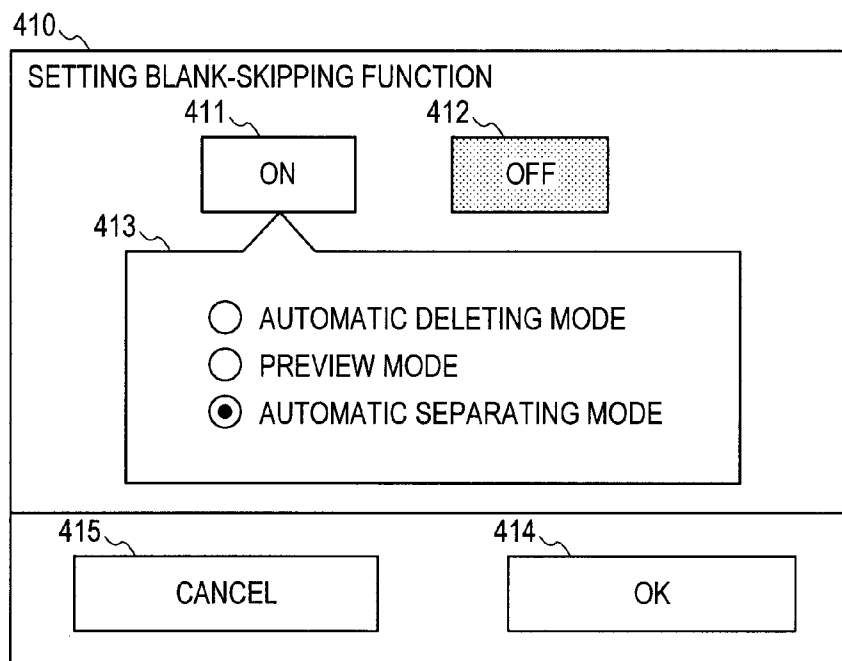 410
SETTING BLANK-SKIPPING FUNCTION
411 412
ON OFF
413
AUTOMATIC DELETING MODE
PREVIEW MODE
AUTOMATIC SEPARATING MODE
415 414
CANCEL OK